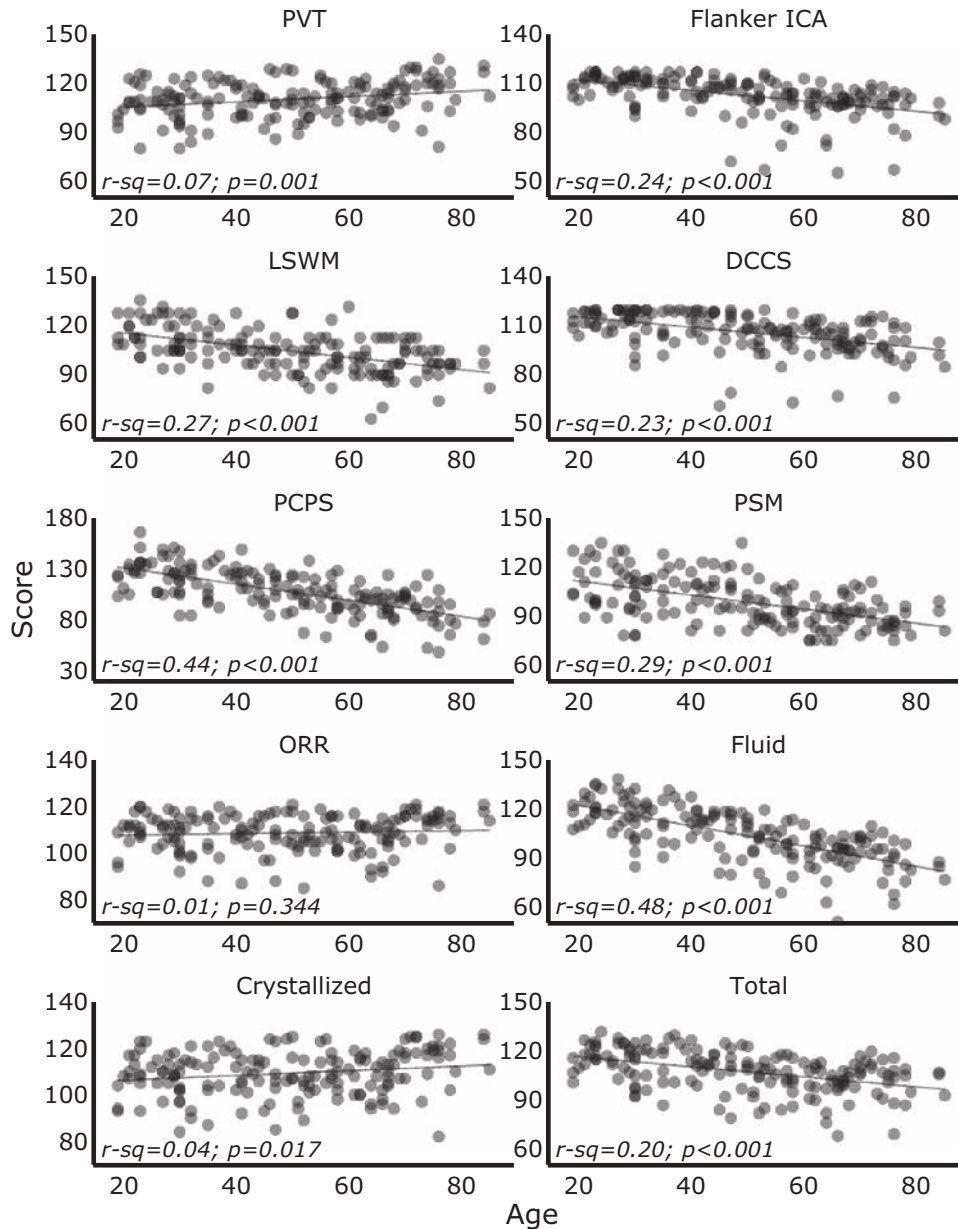 PVT
150
120
90
60
r-sq=0.07; p=0.001
20 40 60 80
Flanker ICA
140
110
80
50
r-sq=0.24; p<0.001
20 40 60 80
LSWM
150
120
90
60
r-sq=0.27; p<0.001
20 40 60 80
DCCS
140
110
80
50
r-sq=0.23; p<0.001
20 40 60 80
PCPS
180
130
80
30
r-sq=0.44; p<0.001
20 40 60 80
PSM
150
120
90
60
r-sq=0.29; p<0.001
20 40 60 80
Score
ORR
140
120
100
80
r-sq=0.01; p=0.344
20 40 60 80
Fluid
150
120
90
60
r-sq=0.48; p<0.001
20 40 60 80
Crystallized
140
120
100
80
r-sq=0.04; p=0.017
20 40 60 80
Total
150
120
90
60
r-sq=0.20; p<0.001
20 40 60 80
Age